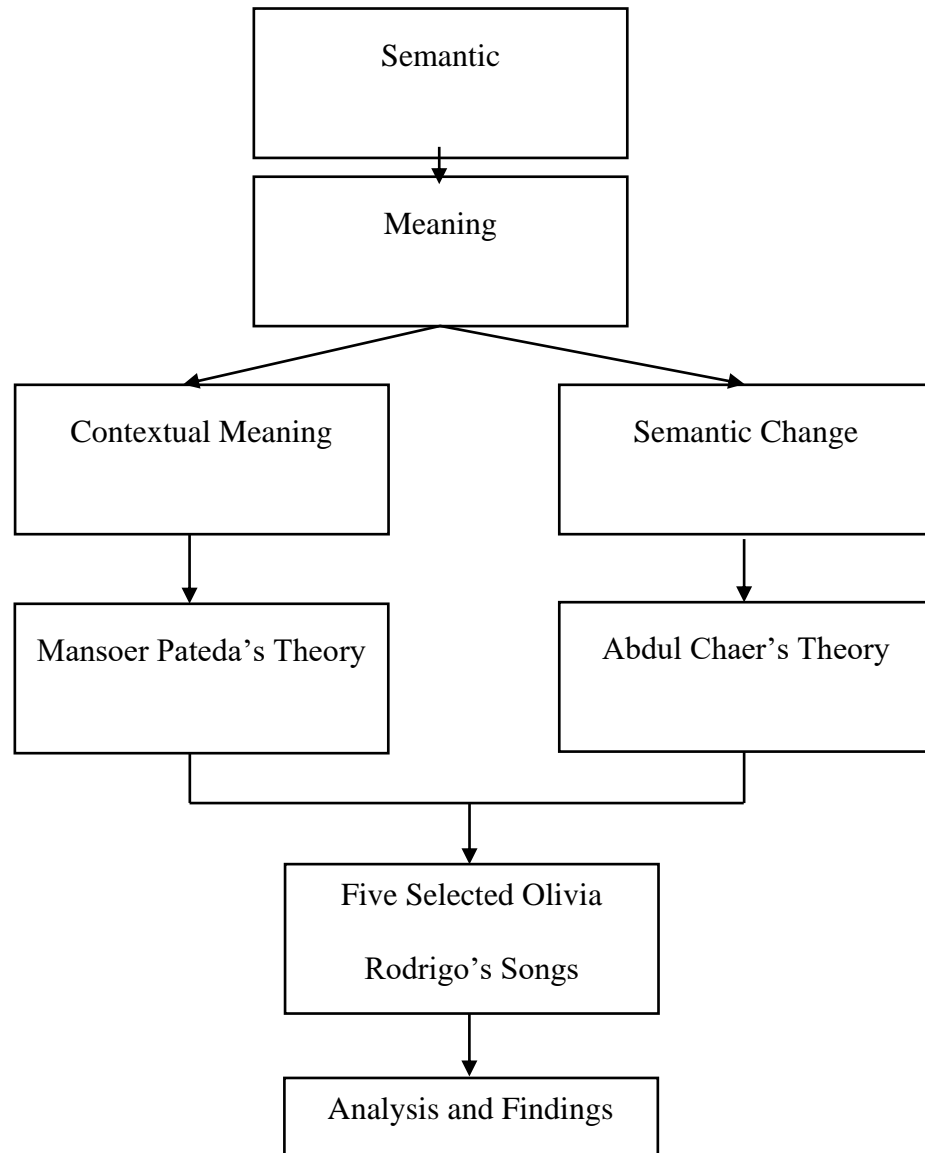 Semantic
Meaning
Contextual Meaning
Semantic Change
Mansoer Pateda’s Theory
Abdul Chaer’s Theory
Five Selected Olivia
Rodrigo’s Songs
Analysis and Findings